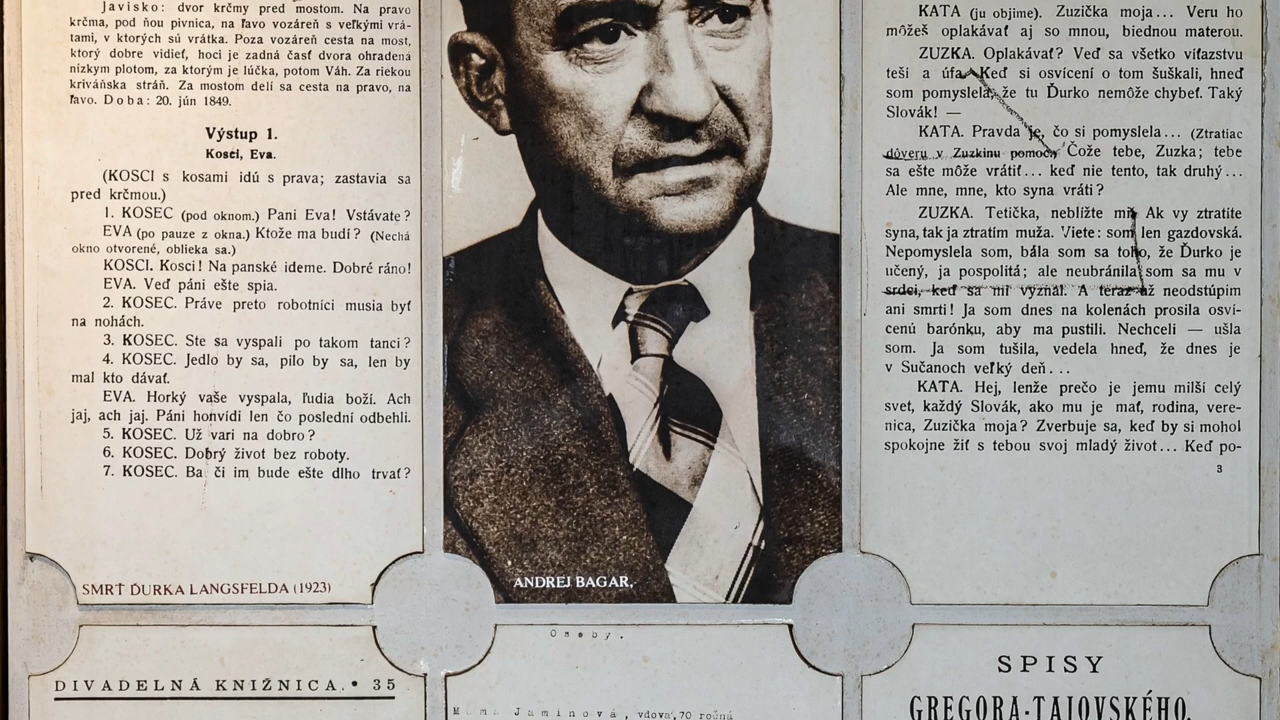 Javisko: dvor krčmy pred mostom. Na pravo
krčma, pod ňou pivnica, na ľavo vozáreň s veľkými vrá-
tami, v ktorých sú vrátka. Poza vozáreň cesta na most,
ktorý dobre vidieť, hoci je zadná časť dvora ohradená
nízkym plotom, za ktorým je lúčka, potom Váh. Za riekou
kriváňska stráň. Za mostom delí sa cesta na pravo, na
ľavo. Doba: 20. jún 1849.
Výstup 1.
Kosci, Eva.
(KOSCI s kosami idú s prava; zastavia sa
pred krčmou.)
1. KOSEC (pod oknom.) Pani Eva! Vstávate?
EVA (po pauze z okna.) Ktože ma budí? (Nechá
okno otvorené, oblieka sa.)
KOSCI. Kosci! Na panské ideme. Dobré ráno!
EVA. Veď páni ešte spia.
2. KOSEC. Práve preto robotníci musia byť
na nohách.
3. KOSEC. Ste sa vyspali po takom tanci?
4. KOSEC. Jedlo by sa, pilo by sa, len by
mal kto dávať.
EVA. Horký vaše vyspala, ľudia boží. Ach
jaj, ach jaj. Páni honvídi len čo poslední odbehli.
5. KOSEC. Už vari na dobro?
6. KOSEC. Dobrý život bez roboty.
7. KOSEC. Ba či im bude ešte dlho trvať?
SMRŤ ĎURKA LANGSFELDA (1923)
ANDREJ BAGAR.
KATA (ju objíme). Zuzička moja... Veru ho
môžeš oplakávať aj so mnou, biednou materou.
ZUZKA. Oplakávať? Veď sa všetko víťazstvu
teší a úfa. Keď si osvícení o tom šuškali, hneď
som pomyslela, že tu Ďurko nemôže chybeť. Taký
Slovák! —
KATA. Pravda je, čo si pomyslela... (Ztratiac
dôveru v Zuzkinu pomoc.) Čože tebe, Zuzka; tebe
sa ešte môže vrátiť... keď nie tento, tak druhý...
Ale mne, mne, kto syna vráti?
ZUZKA. Tetička, neblížte mi. Ak vy ztratíte
syna, tak ja ztratím muža. Viete: som len gazdovská.
Nepomyslela som, bála som sa toho, že Ďurko je
učený, ja pospolitá; ale neubránila som sa mu v
srdci, keď sa mi vyznal. A teraz už neodstúpim
ani smrti! Ja som dnes na kolenách prosila osví-
cenú barónku, aby ma pustili. Nechceli — ušla
som. Ja som tušila, vedela hneď, že dnes je
v Sučanoch veľký deň...
KATA. Hej, lenže prečo je jemu milší celý
svet, každý Slovák, ako mu je mať, rodina, vere-
nica, Zuzička moja? Zverbuje sa, keď by si mohol
spokojne žiť s tebou svoj mladý život... Keď po-
3
DIVADELNÁ KNIŽNICA. • 35
Osoby.
Mama Jaminová, vdova, 70 ročná
SPISY
GREGORA-TAJOVSKÉHO.